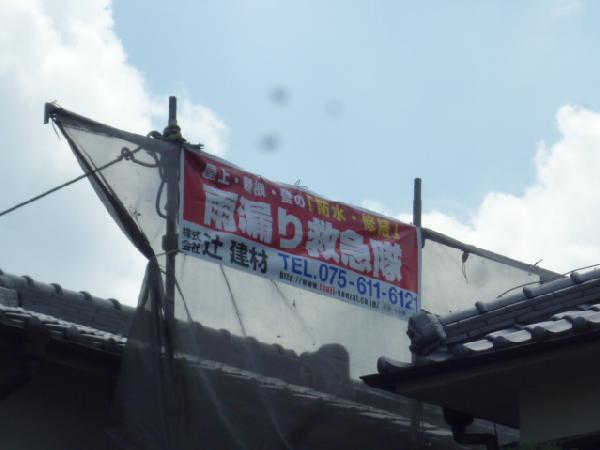 屋上・屋根・壁の「防水・修理」
雨漏り救急隊
株式会社 辻 建材
TEL.075-611-6121